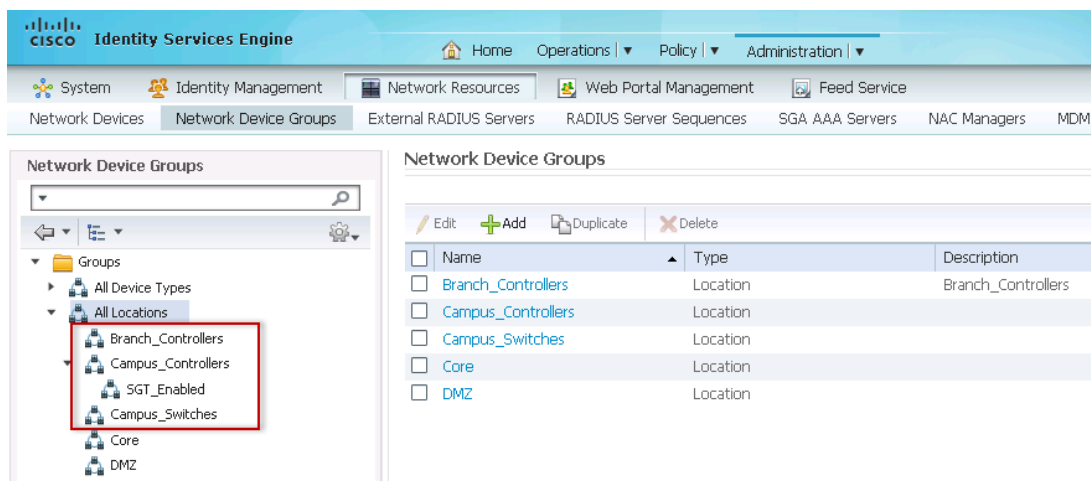 CISCO Identity Services Engine
Home Operations Policy Administration
System Identity Management Network Resources Web Portal Management Feed Service
Network Devices Network Device Groups External RADIUS Servers RADIUS Server Sequences SGA AAA Servers NAC Managers MDM
Network Device Groups
Groups
All Device Types
All Locations
Branch_Controllers
Campus_Controllers
SGT_Enabled
Campus_Switches
Core
DMZ
Network Device Groups
Edit Add Duplicate Delete
Name Type Description
Branch_Controllers Location Branch_Controllers
Campus_Controllers Location
Campus_Switches Location
Core Location
DMZ Location